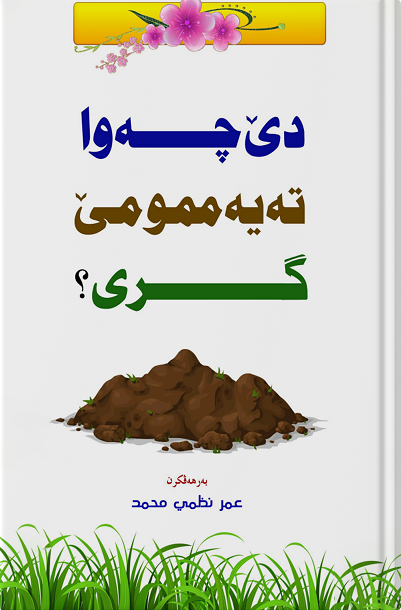 دێ چەوا
تەیەممومێ
گری؟
بەرهەڤکرن
عمر نظمي محمد